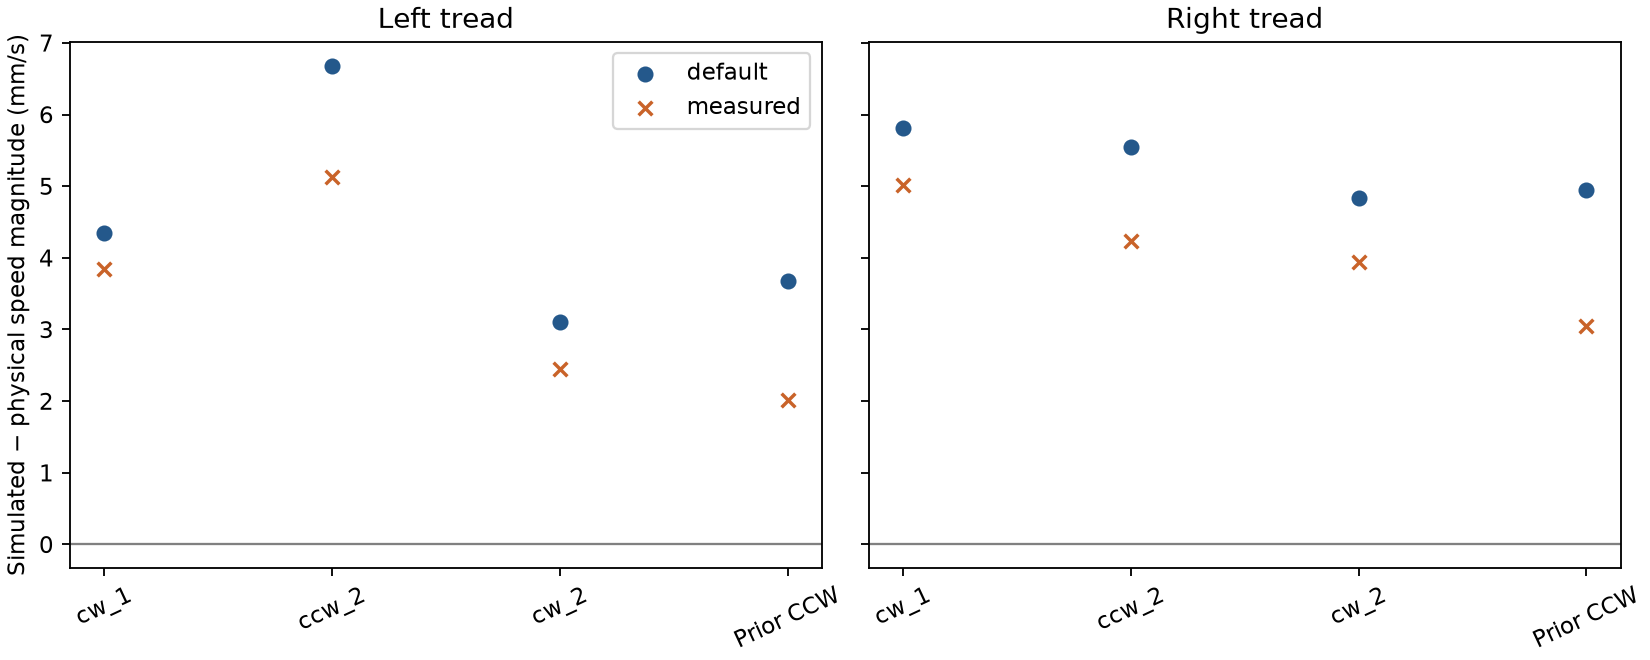 Left tread
Right tread
Simulated − physical speed magnitude (mm/s)
7
6
5
4
3
2
1
0
default
measured
cw_1
ccw_2
cw_2
Prior CCW
cw_1
ccw_2
cw_2
Prior CCW